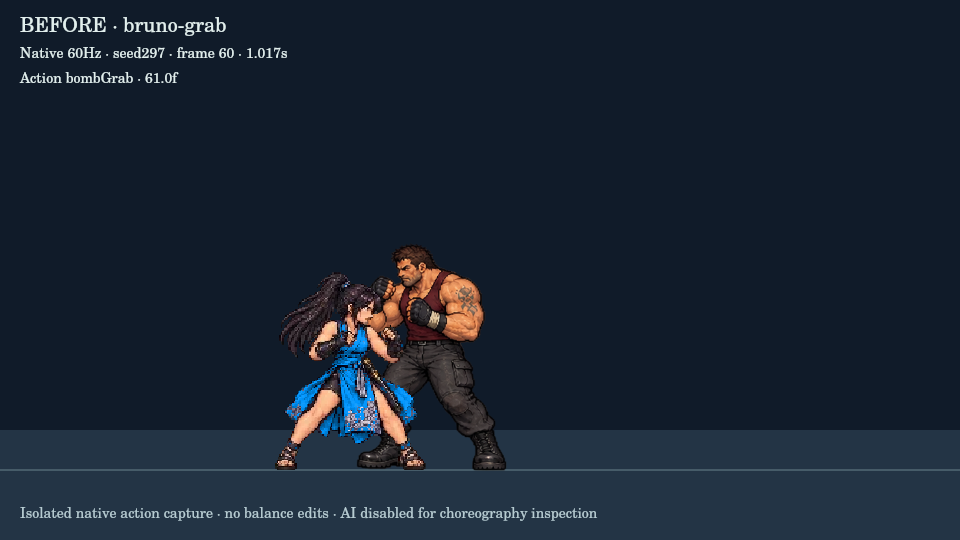 BEFORE · bruno-grab
Native 60Hz · seed297 · frame 60 · 1.017s
Action bombGrab · 61.0f
Isolated native action capture · no balance edits · AI disabled for choreography inspection